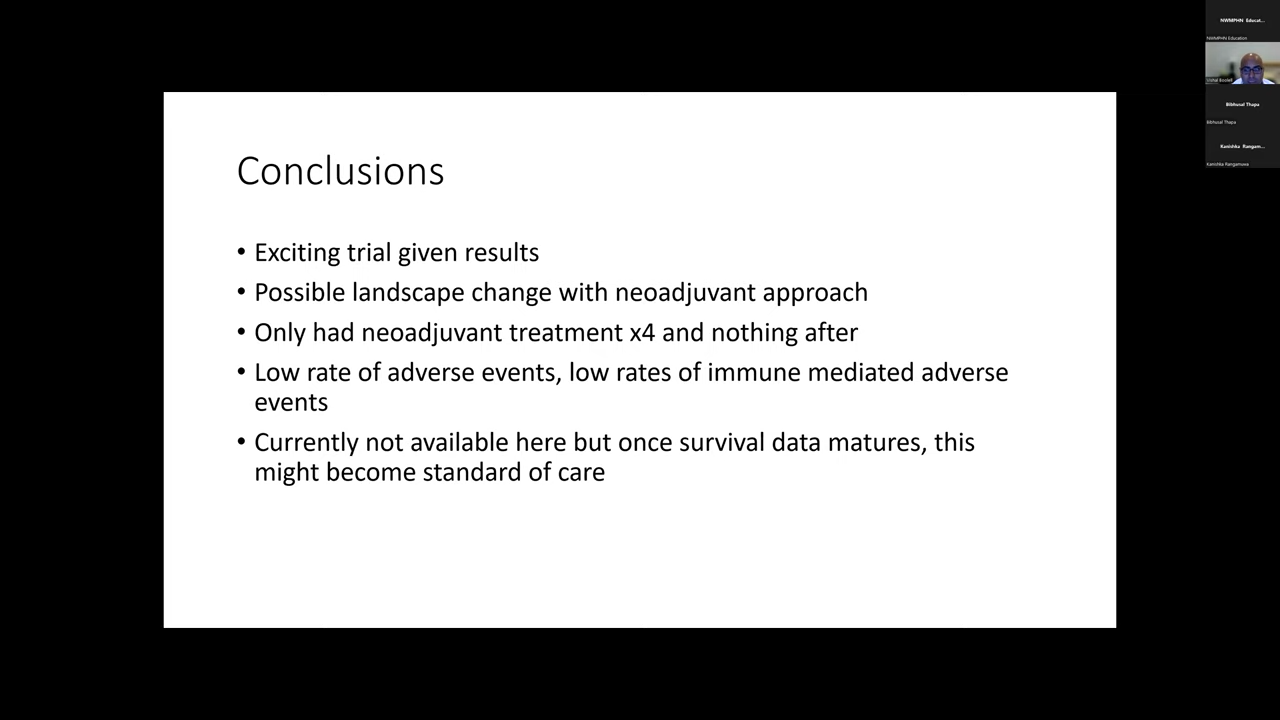 Conclusions
• Exciting trial given results
• Possible landscape change with neoadjuvant approach
• Only had neoadjuvant treatment x4 and nothing after
• Low rate of adverse events, low rates of immune mediated adverse
events
• Currently not available here but once survival data matures, this
might become standard of care
NWMPHN Educat...
NWMPHN Education
Vishal Boolell
Bibhusal Thapa
Bibhusal Thapa
Kanishka Rangam...
Kanishka Rangamuwa